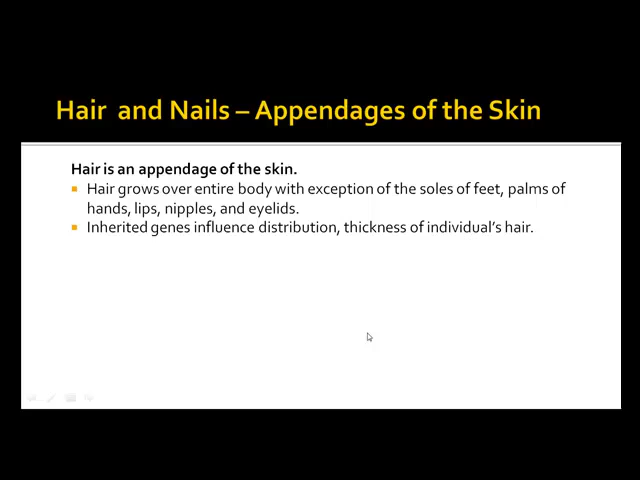 Hair and Nails – Appendages of the Skin
Hair is an appendage of the skin.
Hair grows over entire body with exception of the soles of feet, palms of
hands, lips, nipples, and eyelids.
Inherited genes influence distribution, thickness of individual’s hair.